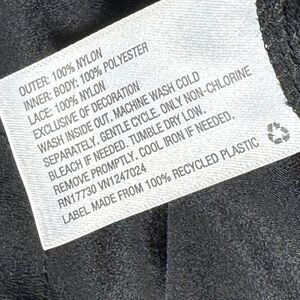 OUTER: 100% NYLON
INNER: BODY: 100% POLYESTER
LACE: 100% NYLON
EXCLUSIVE OF DECORATION
WASH INSIDE OUT. MACHINE WASH COLD
SEPARATELY. GENTLE CYCLE. ONLY NON-CHLORINE
BLEACH IF NEEDED. TUMBLE DRY LOW.
REMOVE PROMPTLY. COOL IRON IF NEEDED.
RN17730 VN1247024
LABEL MADE FROM 100% RECYCLED PLASTIC